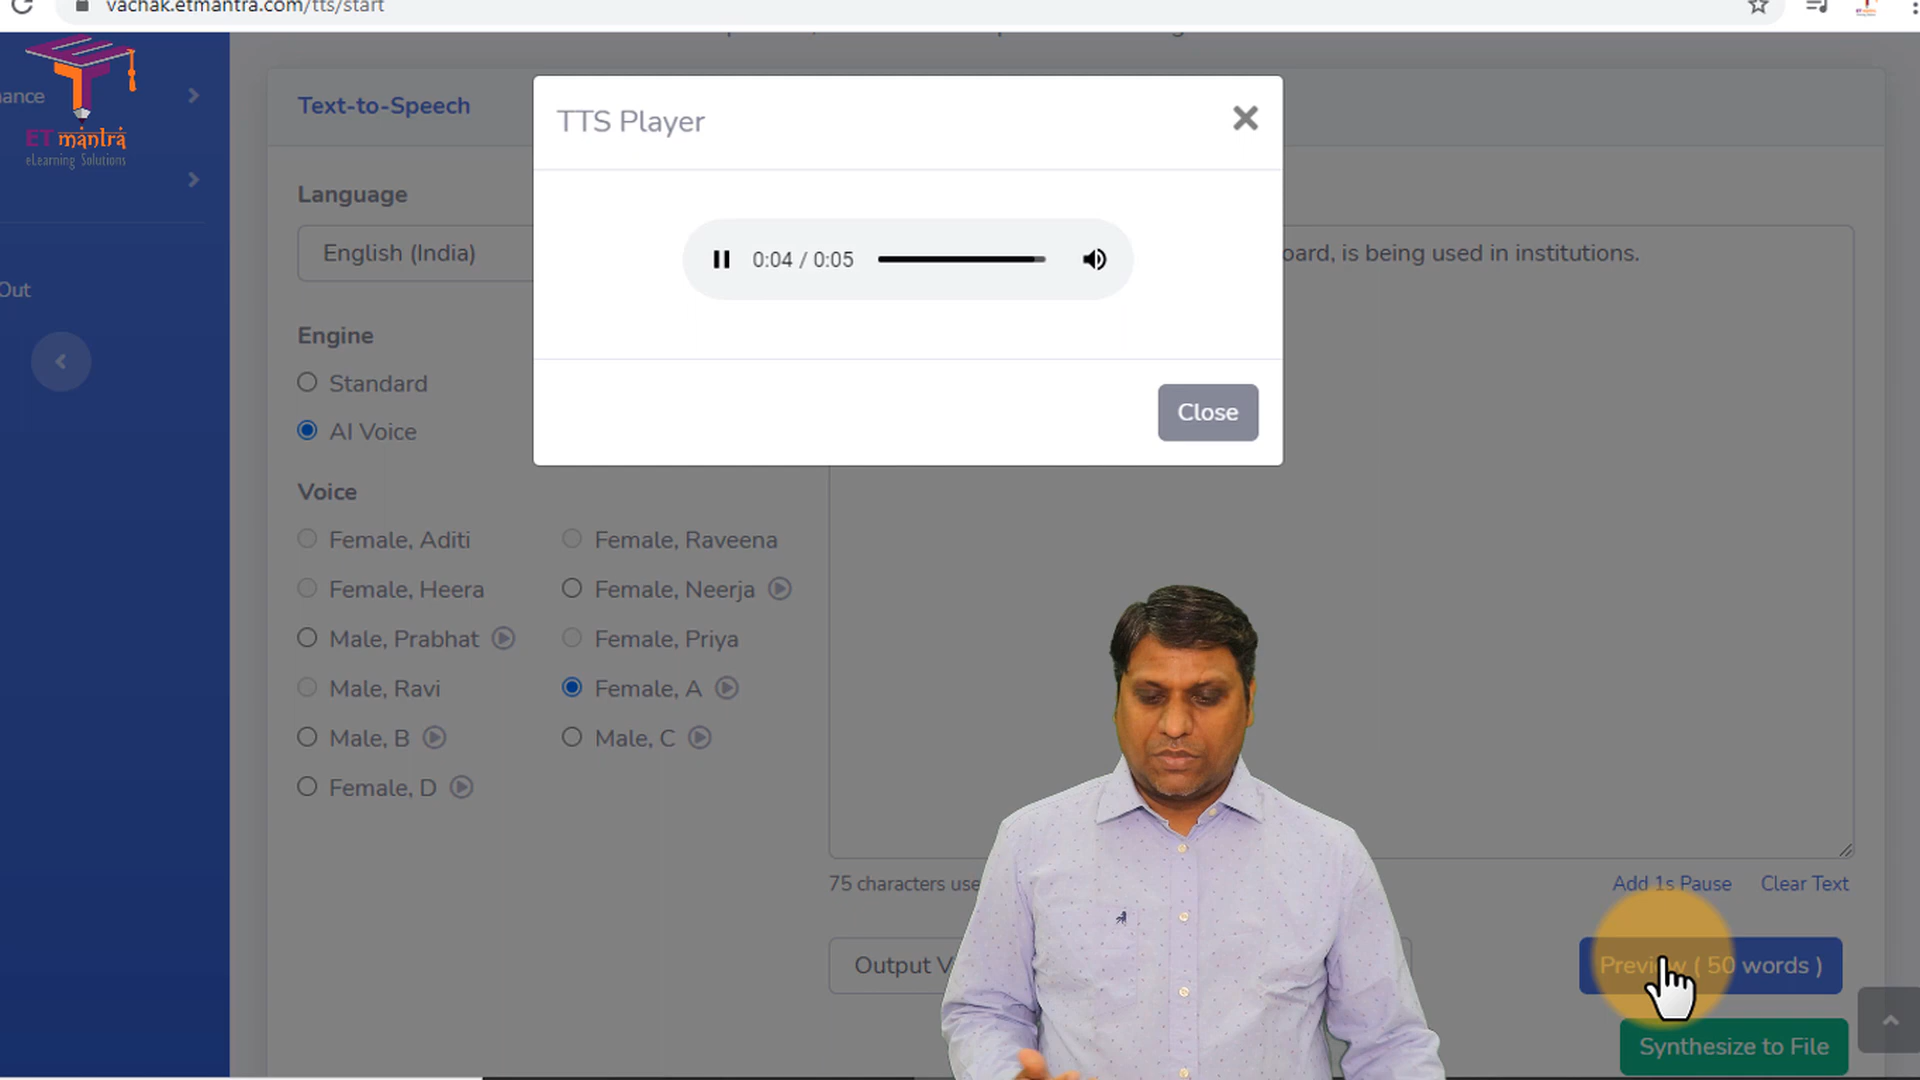 vachak.etmantra.com/tts/start
ET mantra
eLearning Solutions
ance
Out
Text-to-Speech
TTS Player
0:04 / 0:05
Close
Language
English (India)
oard, is being used in institutions.
Engine
Standard
AI Voice
Voice
Female, Aditi
Female, Raveena
Female, Heera
Female, Neerja
Male, Prabhat
Female, Priya
Male, Ravi
Female, A
Male, B
Male, C
Female, D
75 characters use
Add 1s Pause
Clear Text
Output V
Preview ( 50 words )
Synthesize to File